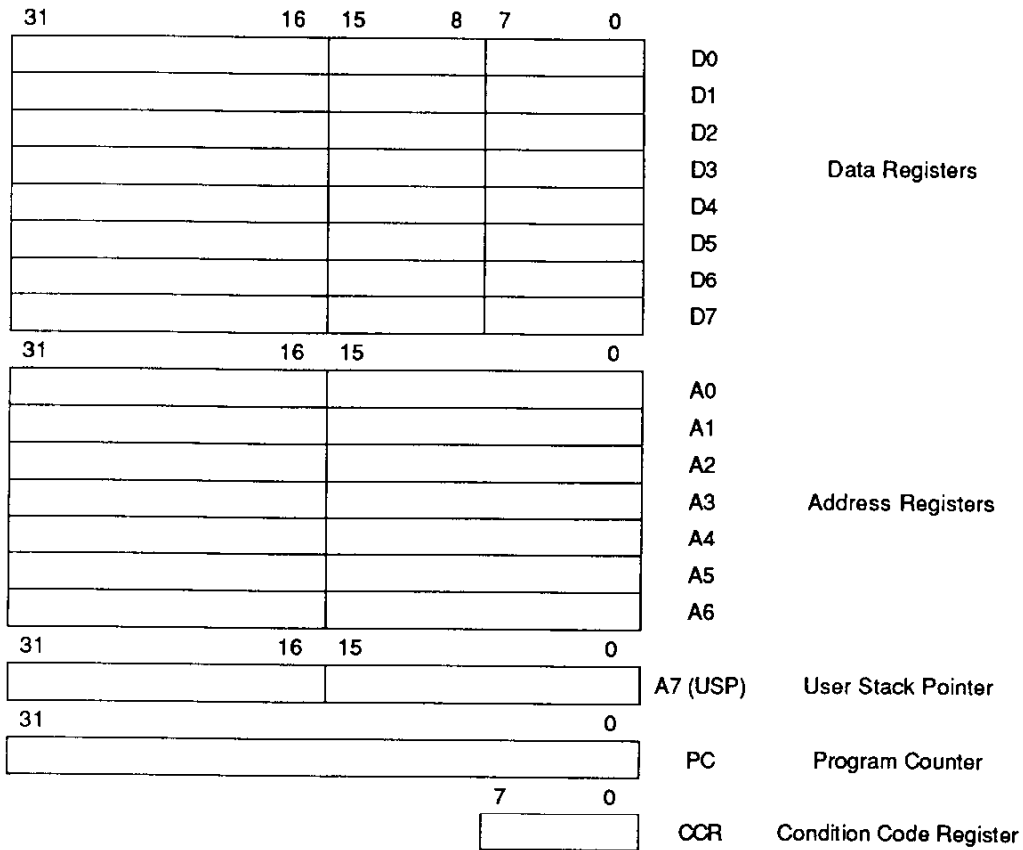 31 16 15 8 7 0
D0
D1
D2
D3 Data Registers
D4
D5
D6
D7
31 16 15 0
A0
A1
A2
A3 Address Registers
A4
A5
A6
31 16 15 0
A7 (USP) User Stack Pointer
31 0
PC Program Counter
7 0
CCR Condition Code Register